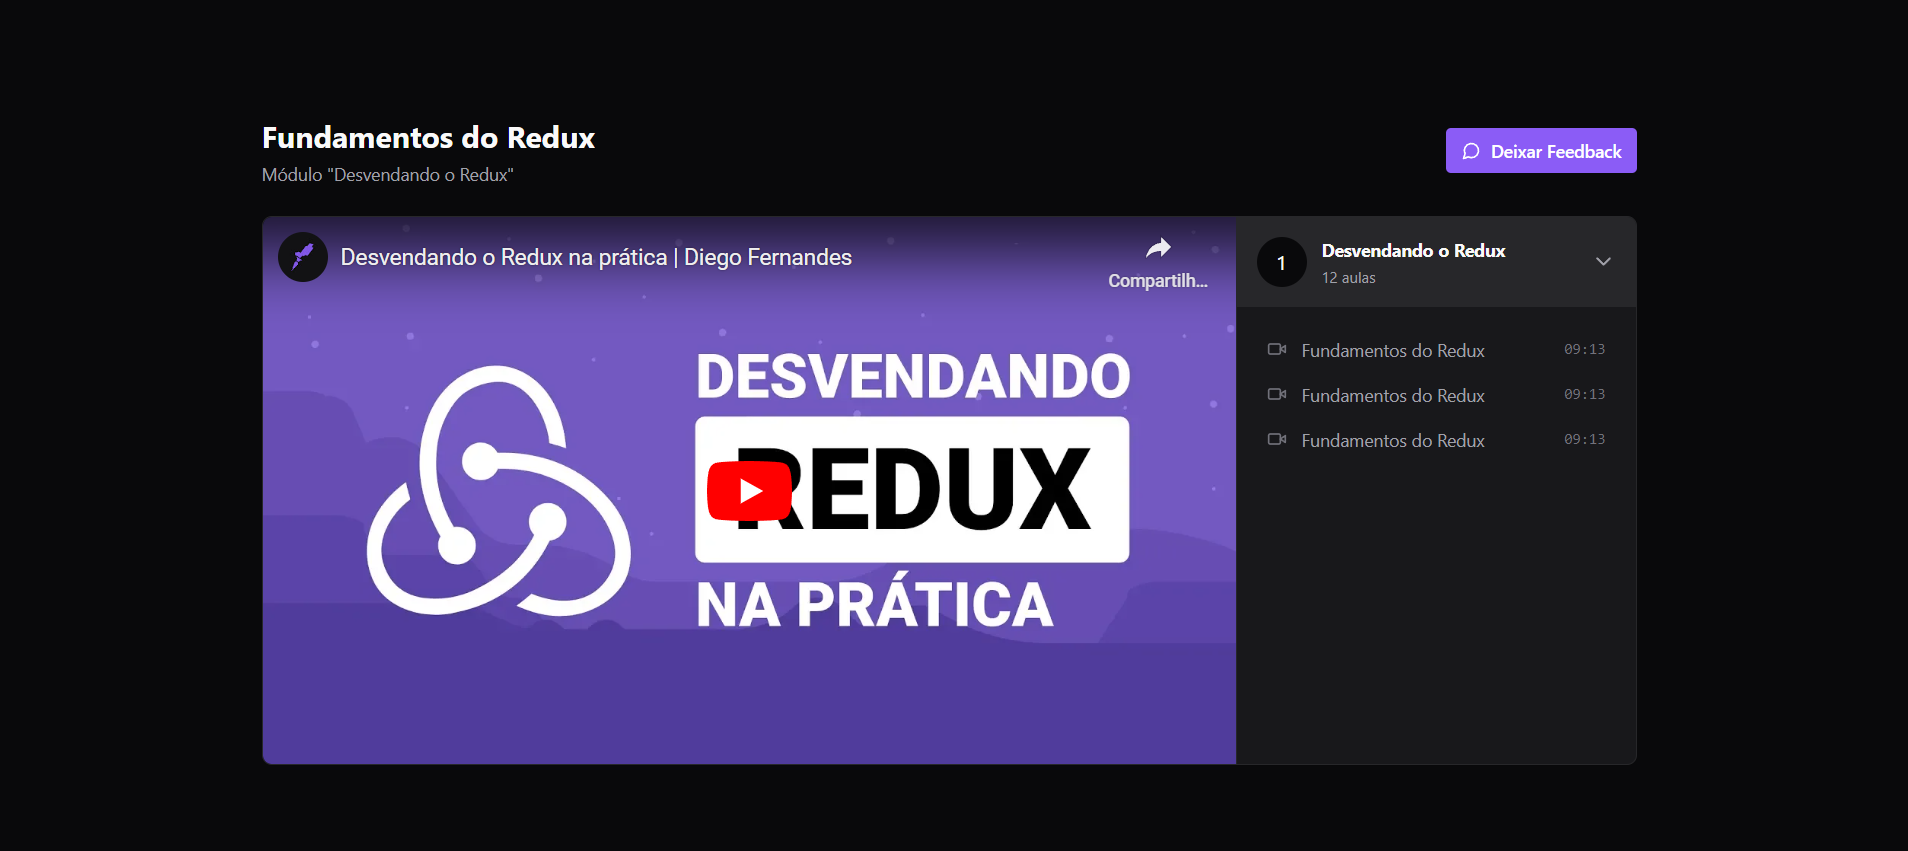 Fundamentos do Redux
Módulo "Desvendando o Redux"
Deixar Feedback
Desvendando o Redux na prática | Diego Fernandes
Compartilh...
DESVENDANDO
REDUX
NA PRÁTICA
1
Desvendando o Redux
12 aulas
Fundamentos do Redux 09:13
Fundamentos do Redux 09:13
Fundamentos do Redux 09:13